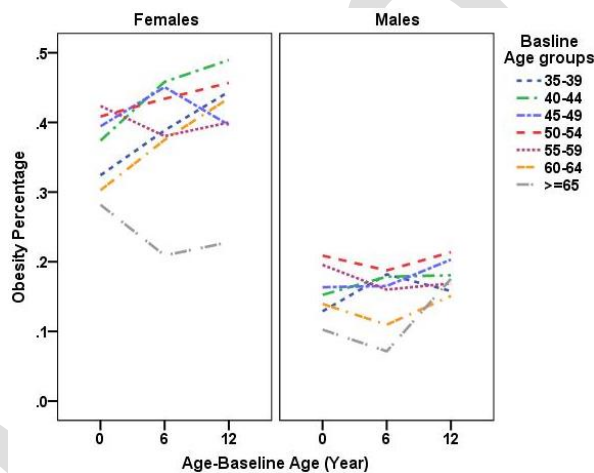 Females
Males
.5
.4
.3
.2
.1
.0
Obesity Percentage
0 6 12
0 6 12
Age-Baseline Age (Year)
Basline
Age groups
35-39
40-44
45-49
50-54
55-59
60-64
>=65